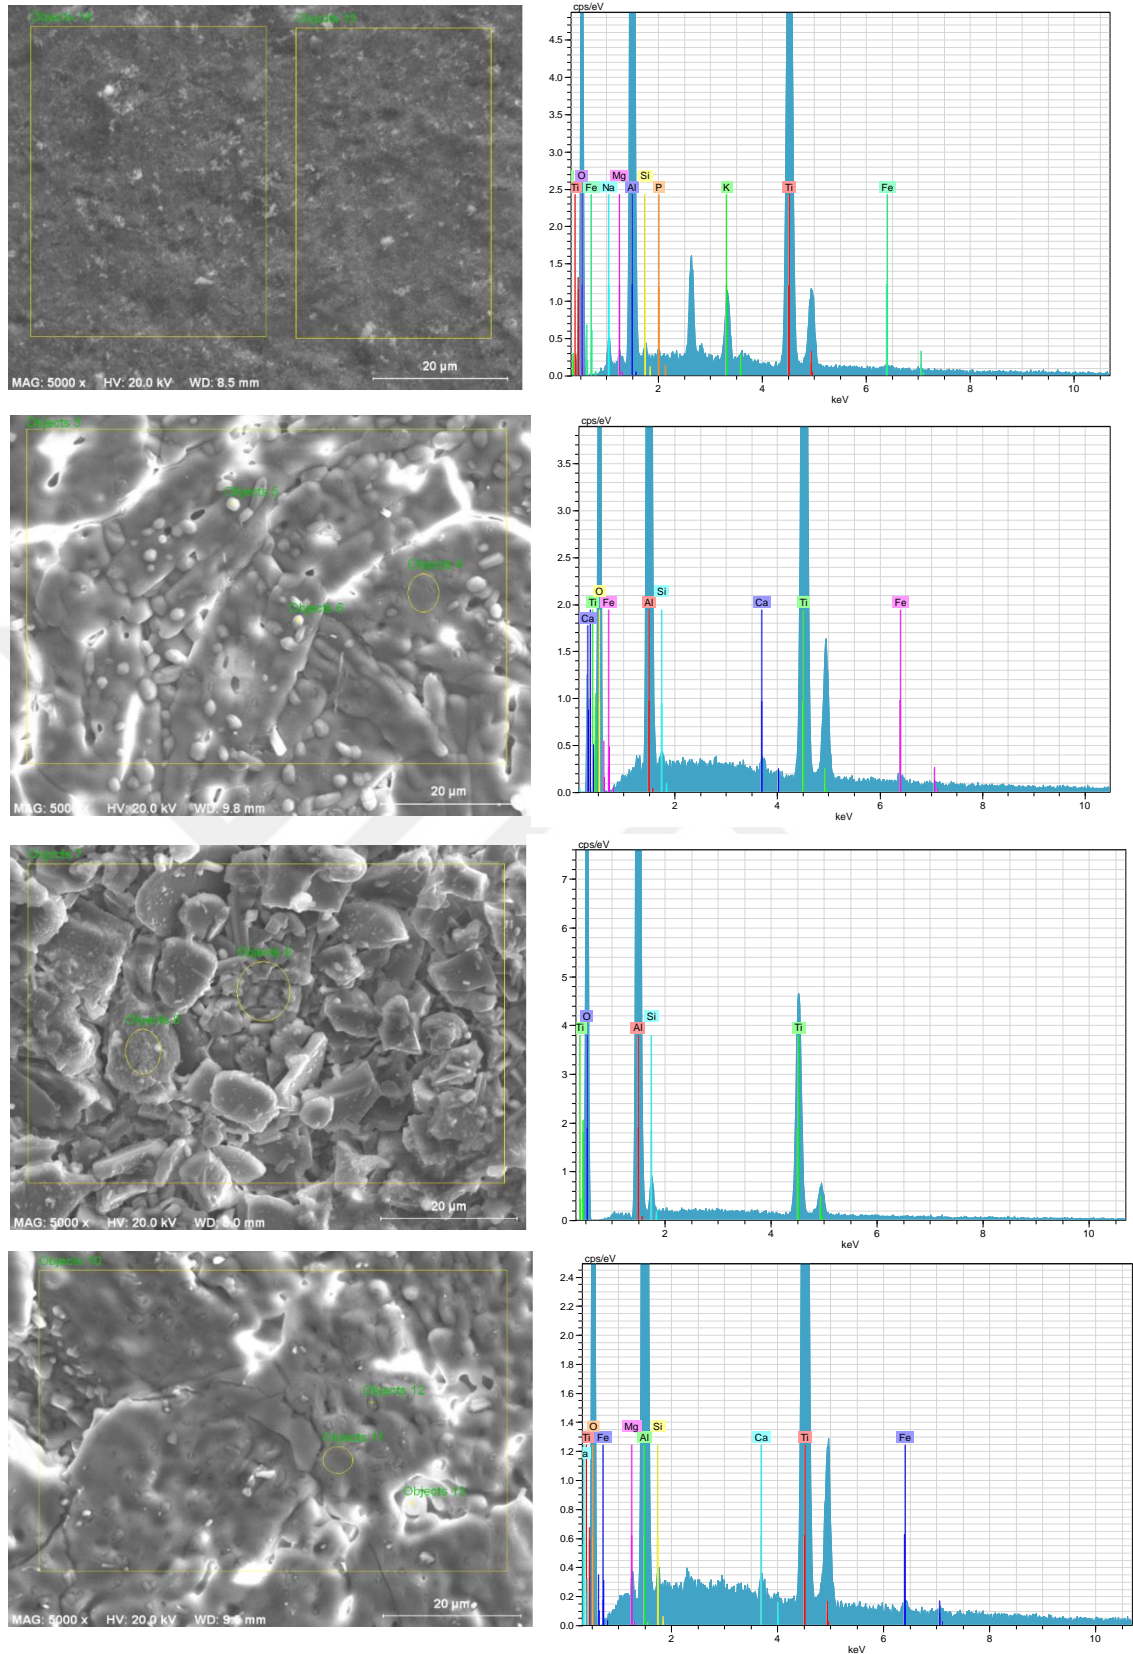 Objects 15
MAG: 5000 x HV: 20.0 kV WD: 8.5 mm
20 µm
cps/eV
4.5
4.0
3.5
3.0
2.5
2.0
1.5
1.0
0.5
0.0
O Mg Si
Ti Fe Na Al P K Ti Fe
2 4 6 8 10
keV
Objects 3
Objects 5
Objects 4
Objects 6
MAG: 5000x HV: 20.0 kV WD: 9.8 mm
20 µm
cps/eV
3.5
3.0
2.5
2.0
1.5
1.0
0.5
0.0
O Si
Ti Fe Al Ca Ti Fe
Ca
2 4 6 8 10
keV
Objects 7
Objects 9
Objects 8
MAG: 5000 x HV: 20.0 kV WD: 8.0 mm
20 µm
cps/eV
7
6
5
4
3
2
1
0
O Si
Ti Al Ti
2 4 6 8 10
keV
Objects 10
Objects 12
Objects 11
Objects 13
MAG: 5000 x HV: 20.0 kV WD: 9.6 mm
20 µm
cps/eV
2.4
2.2
2.0
1.8
1.6
1.4
1.2
1.0
0.8
0.6
0.4
0.2
0.0
O Mg Si
Ti Fe Al Ca Ti Fe
a
2 4 6 8 10
keV